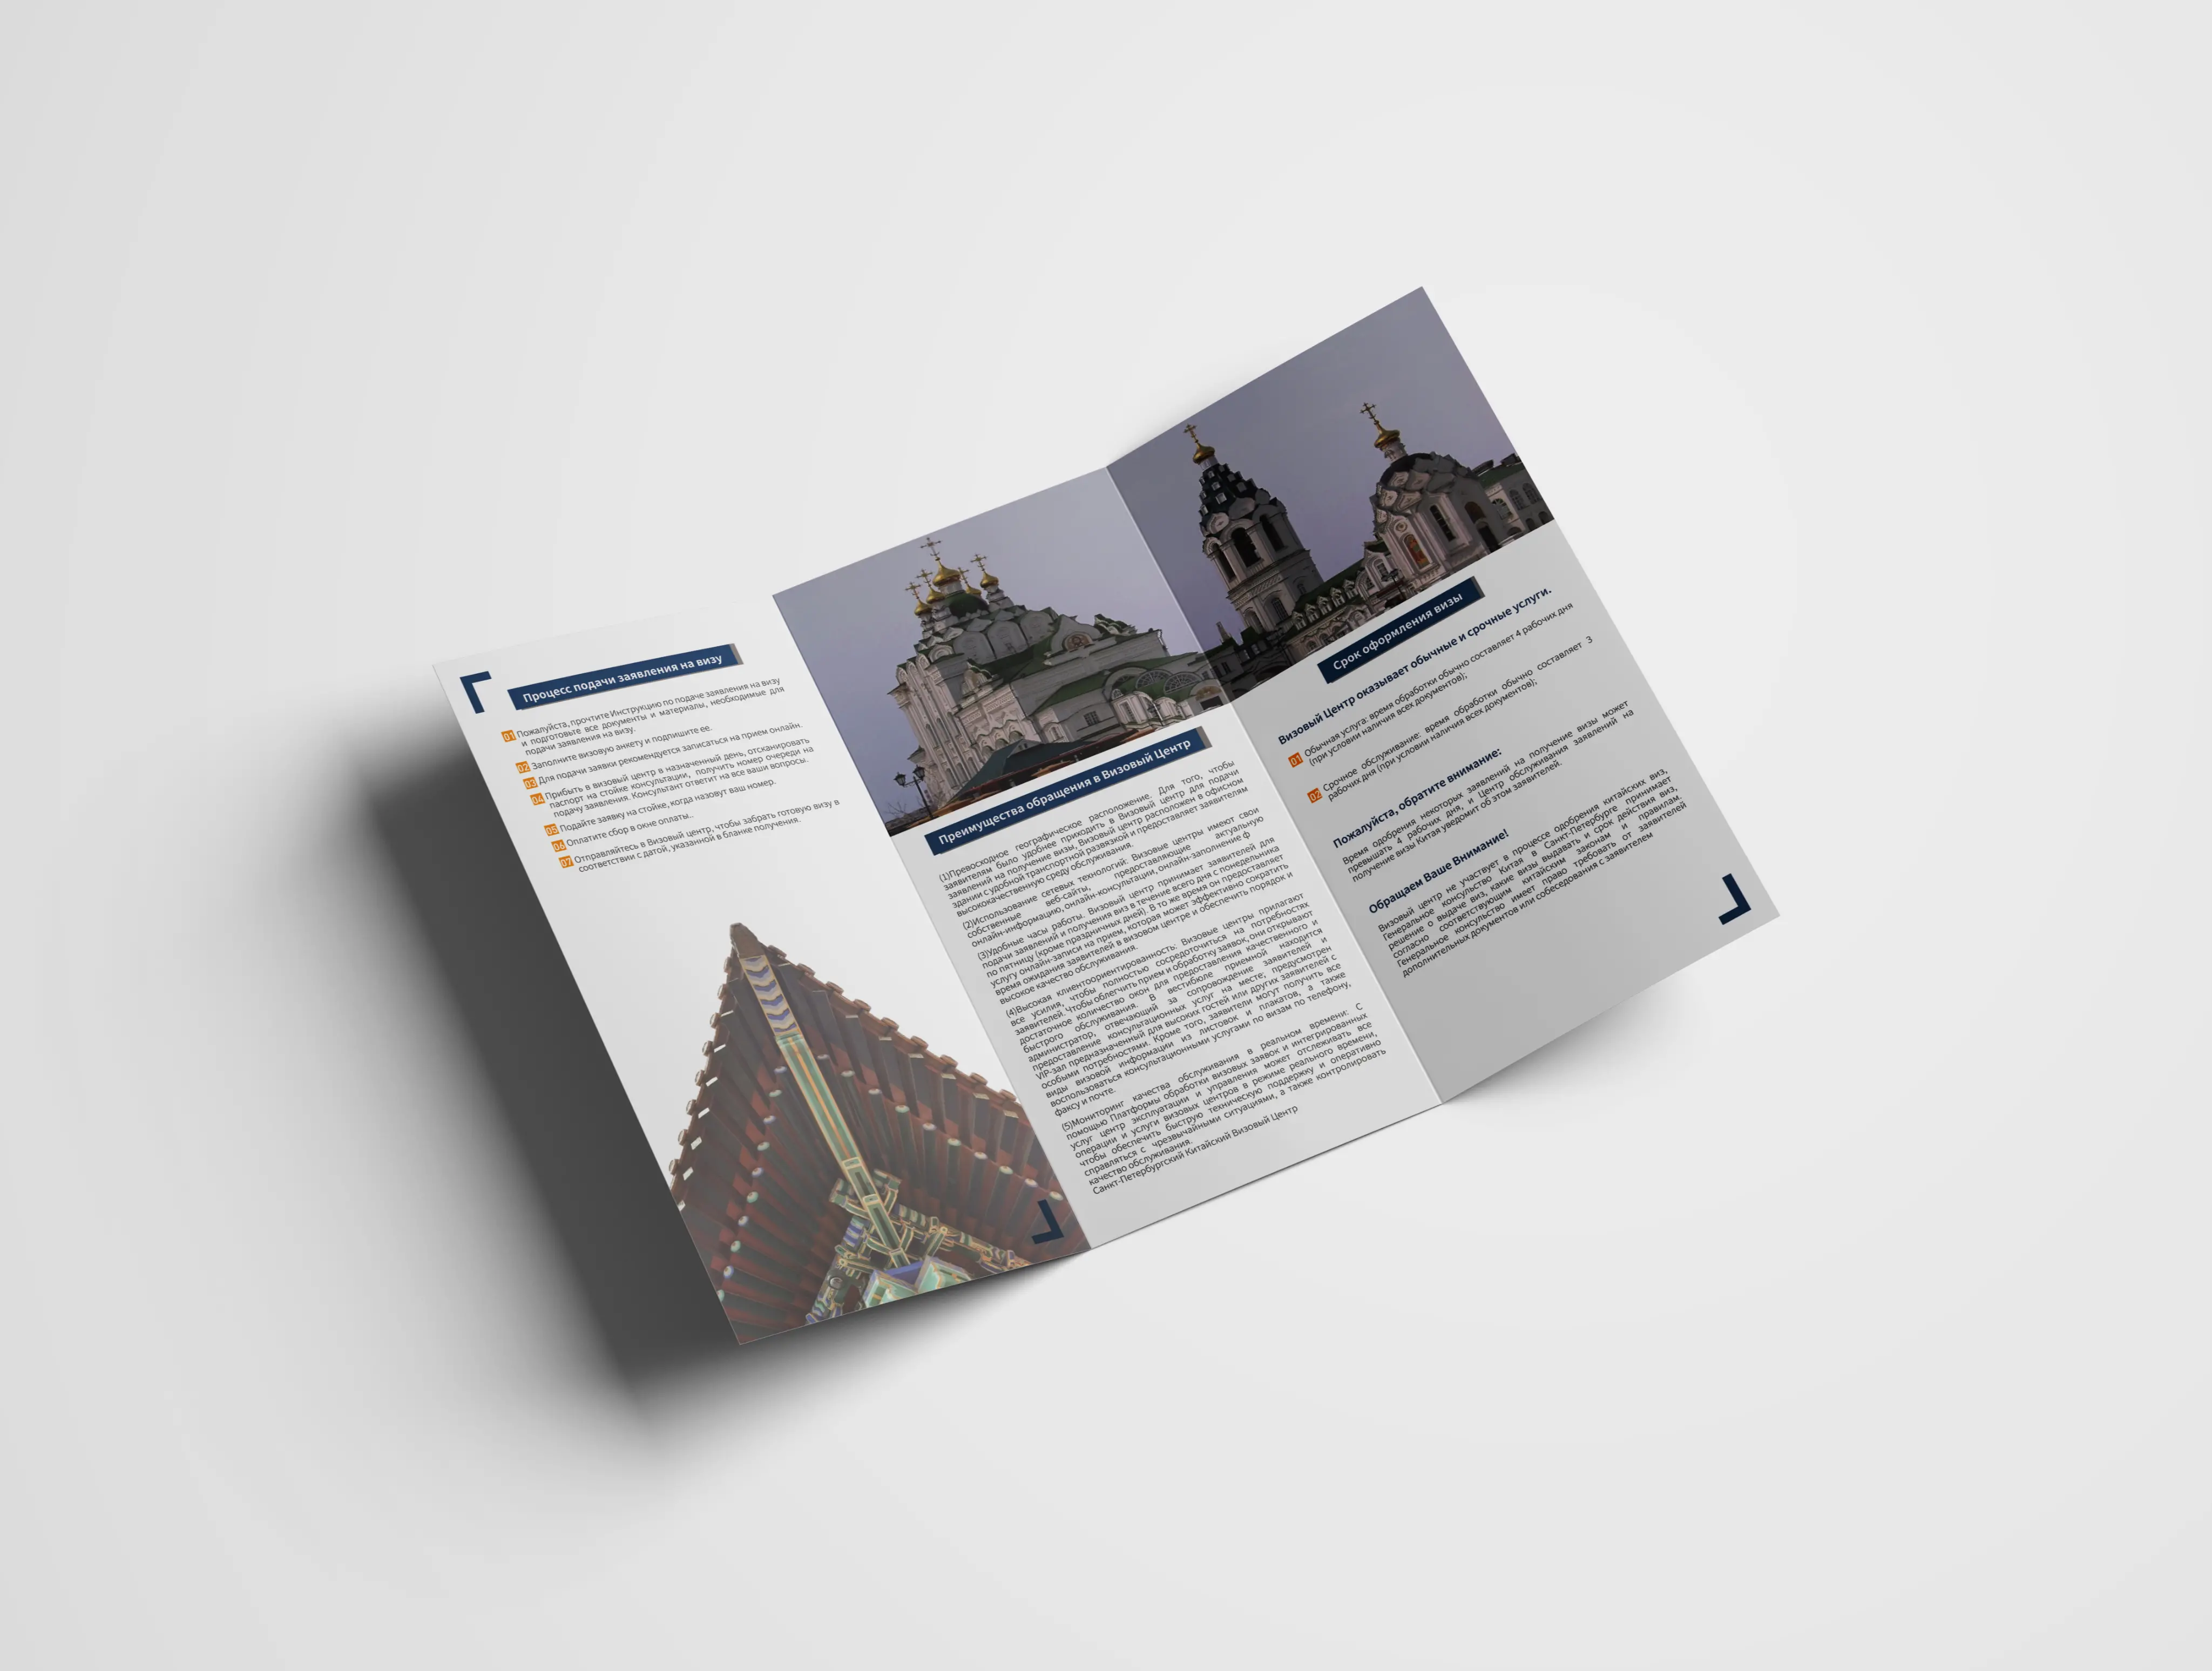 Процесс подачи заявления на визу
01 Пожалуйста, прочтите Инструкцию по подаче заявления на визу
и подготовьте все документы и материалы, необходимые для
подачи заявления на визу.
02 Заполните визовую анкету и подпишите ее.
03 Для подачи заявки рекомендуется записаться на прием онлайн.
04 Прибыть в визовый центр в назначенный день, отсканировать
паспорт на стойке консультации, получить номер очереди на
подачу заявления. Консультант ответит на все ваши вопросы.
05 Подайте заявку на стойке, когда назовут ваш номер.
06 Оплатите сбор в окне оплаты..
07 Отправляйтесь в Визовый центр, чтобы забрать готовую визу в
соответствии с датой, указанной в бланке получения.
Преимущества обращения в Визовый Центр
(1)Превосходное географическое расположение. Для того, чтобы
заявителям было удобнее приходить в Визовый центр для подачи
заявлений на получение визы, Визовый центр расположен в офисном
здании с удобной транспортной развязкой и предоставляет заявителям
высококачественную среду обслуживания.
(2)Использование сетевых технологий: Визовые центры имеют свои
собственные веб-сайты, предоставляющие актуальную
онлайн-информацию, онлайн-консультации, онлайн-заполнение ф
(3)Удобные часы работы. Визовый центр принимает заявителей для
подачи заявлений и получения виз в течение всего дня с понедельника
по пятницу (кроме праздничных дней). В то же время он предоставляет
услугу онлайн-записи на прием, которая может эффективно сократить
время ожидания заявителей в визовом центре и обеспечить порядок и
высокое качество обслуживания.
(4)Высокая клиентоориентированность: Визовые центры прилагают
все усилия, чтобы полностью сосредоточиться на потребностях
заявителей. Чтобы облегчить прием и обработку заявок, они открывают
достаточное количество окон для предоставления качественного и
быстрого обслуживания. В вестибюле приемной находится
администратор, отвечающий за сопровождение заявителей и
предоставление консультационных услуг на месте; предусмотрен
VIP-зал предназначенный для высоких гостей или других заявителей с
особыми потребностями. Кроме того, заявители могут получить все
виды визовой информации из листовок и плакатов, а также
воспользоваться консультационными услугами по визам по телефону,
факсу и почте.
(5)Мониторинг качества обслуживания в реальном времени: С
помощью Платформы обработки визовых заявок и интегрированных
услуг центр эксплуатации и управления может отслеживать все
операции и услуги визовых центров в режиме реального времени,
чтобы обеспечить быструю техническую поддержку и оперативно
справляться с чрезвычайными ситуациями, а также контролировать
качество обслуживания.
Санкт-Петербургский Китайский Визовый Центр
Срок оформления визы
Визовый Центр оказывает обычные и срочные услуги.
01 Обычная услуга: время обработки обычно составляет 4 рабочих дня
(при условии наличия всех документов);
02 Срочное обслуживание: время обработки обычно составляет 3
рабочих дня (при условии наличия всех документов);
Пожалуйста, обратите внимание:
Время одобрения некоторых заявлений на получение визы может
превышать 4 рабочих дня, и Центр обслуживания заявлений на
получение визы Китая уведомит об этом заявителей.
Обращаем Ваше Внимание!
Визовый центр не участвует в процессе одобрения китайских виз,
Генеральное консульство Китая в Санкт-Петербурге принимает
решение о выдаче виз, какие визы выдавать и срок действия виз,
согласно соответствующим китайским законам и правилам.
Генеральное консульство имеет право требовать от заявителей
дополнительных документов или собеседования с заявителем